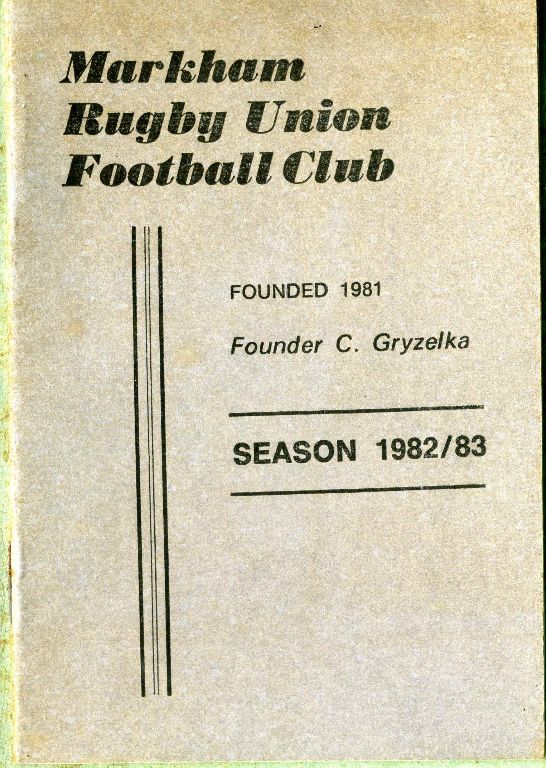 Markham
Rugby Union
Football Club
FOUNDED 1981
Founder C. Gryzelka
SEASON 1982/83